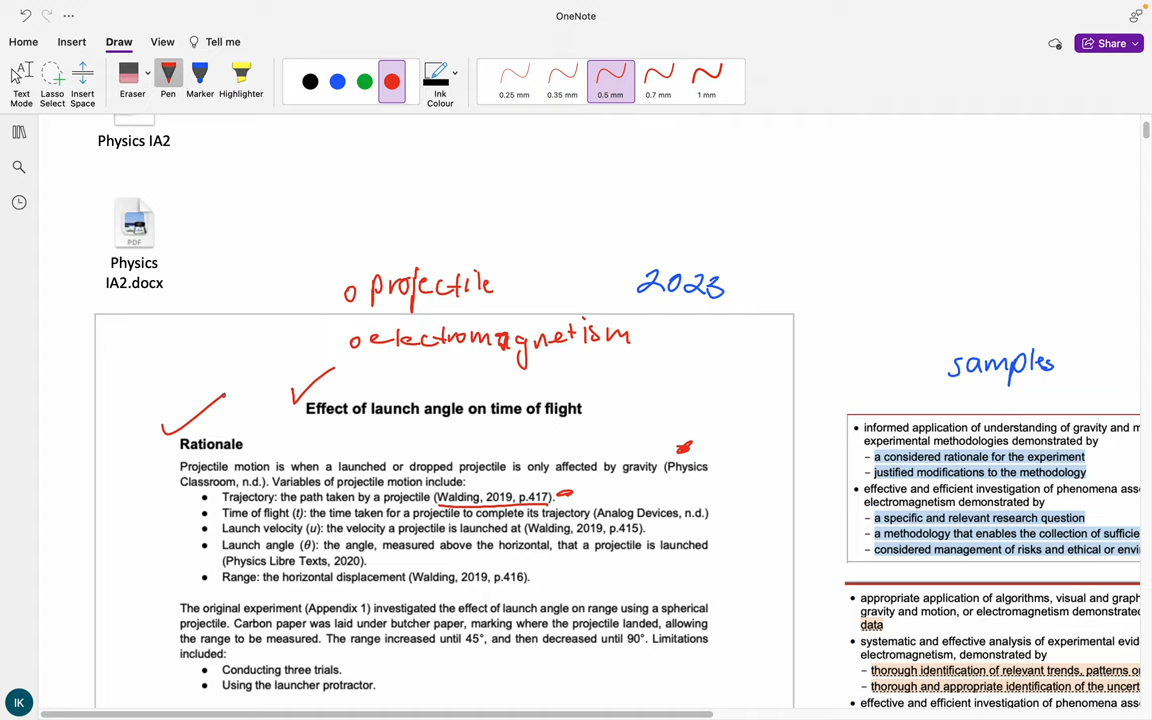 OneNote
Home Insert Draw View Tell me
Share
Text Mode
Lasso Select
Insert Space
Eraser
Pen
Marker
Highlighter
Ink Colour
0.25 mm
0.35 mm
0.5 mm
0.7 mm
1 mm
Physics IA2
PDF
Physics
IA2.docx
projectile
2023
electromagnetism
samples
Effect of launch angle on time of flight
Rationale
Projectile motion is when a launched or dropped projectile is only affected by gravity (Physics
Classroom, n.d.). Variables of projectile motion include:
• Trajectory: the path taken by a projectile (Walding, 2019, p.417).
• Time of flight (t): the time taken for a projectile to complete its trajectory (Analog Devices, n.d.)
• Launch velocity (u): the velocity a projectile is launched at (Walding, 2019, p.415).
• Launch angle (θ): the angle, measured above the horizontal, that a projectile is launched
(Physics Libre Texts, 2020).
• Range: the horizontal displacement (Walding, 2019, p.416).
The original experiment (Appendix 1) investigated the effect of launch angle on range using a spherical
projectile. Carbon paper was laid under butcher paper, marking where the projectile landed, allowing
the range to be measured. The range increased until 45°, and then decreased until 90°. Limitations
included:
• Conducting three trials.
• Using the launcher protractor.
• informed application of understanding of gravity and
experimental methodologies demonstrated by
– a considered rationale for the experiment
– justified modifications to the methodology
• effective and efficient investigation of phenomena
electromagnetism demonstrated by
– a specific and relevant research question
– a methodology that enables the collection of
– considered management of risks and ethical or
• appropriate application of algorithms, visual and
gravity and motion, or electromagnetism
data
• systematic and effective analysis of experimental
electromagnetism, demonstrated by
– thorough identification of relevant trends, patterns
– thorough and appropriate identification of the
• effective and efficient investigation of phenomena
IK